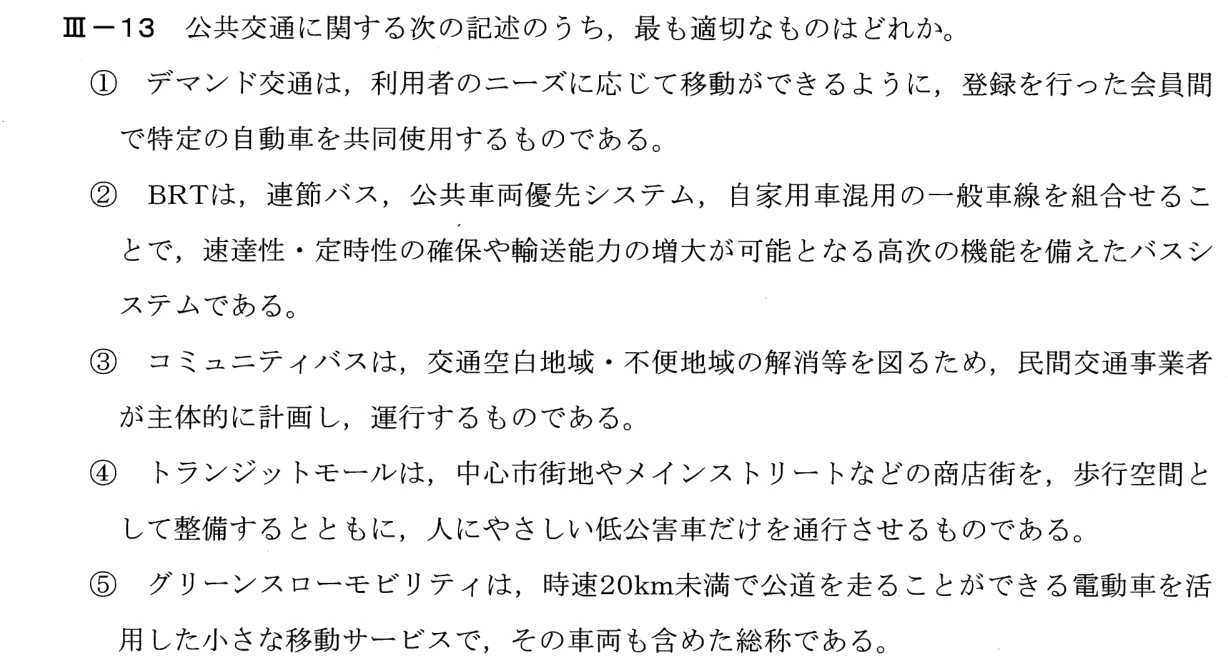 Ⅲ－13　公共交通に関する次の記述のうち，最も適切なものはどれか。
①　デマンド交通は，利用者のニーズに応じて移動ができるように，登録を行った会員間
で特定の自動車を共同使用するものである。
②　BRTは，連節バス，公共車両優先システム，自家用車混用の一般車線を組合せるこ
とで，速達性・定時性の確保や輸送能力の増大が可能となる高次の機能を備えたバスシ
ステムである。
③　コミュニティバスは，交通空白地域・不便地域の解消等を図るため，民間交通事業者
が主体的に計画し，運行するものである。
④　トランジットモールは，中心市街地やメインストリートなどの商店街を，歩行空間と
して整備するとともに，人にやさしい低公害車だけを通行させるものである。
⑤　グリーンスローモビリティは，時速20km未満で公道を走ることができる電動車を活
用した小さな移動サービスで，その車両も含めた総称である。